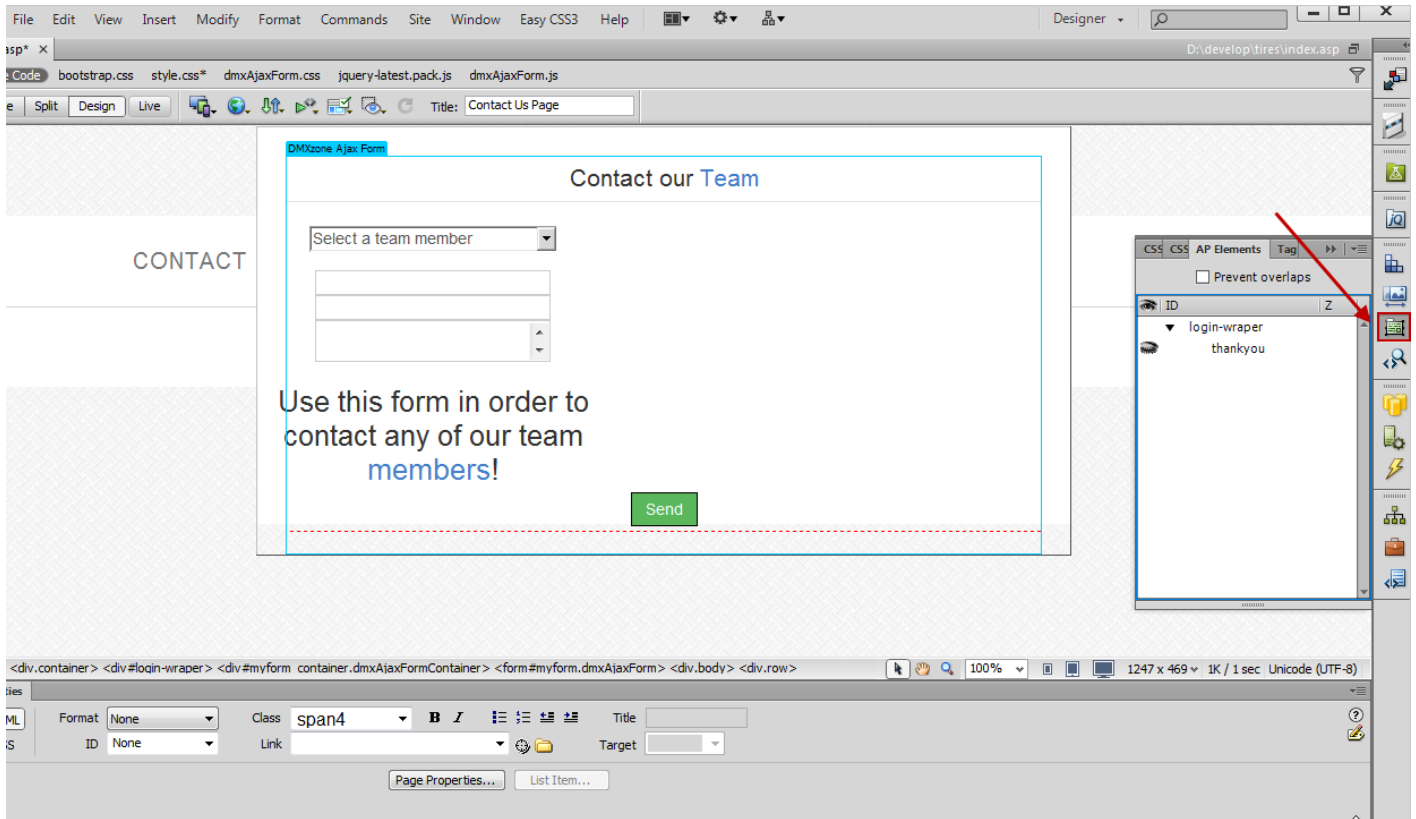 File Edit View Insert Modify Format Commands Site Window Easy CSS3 Help Designer
asp* D:\develop\tires\index.asp
e Code bootstrap.css style.css* dmxAjaxForm.css jquery-latest.pack.js dmxAjaxForm.js
e Split Design Live Title: Contact Us Page
DMXzone Ajax Form
Contact our Team
Select a team member
CONTACT
CSS CSS AP Elements Tag
Prevent overlaps
ID Z
login-wraper
thankyou
Use this form in order to
contact any of our team
members!
Send
<div.container> <div#login-wraper> <div#myform container.dmxAjaxFormContainer> <form#myform.dmxAjaxForm> <div.body> <div.row> 100% 1247 x 469 1K / 1 sec Unicode (UTF-8)
ties
ML Format None Class span4 B I Title
SS ID None Link Target
Page Properties... List Item...
jQ